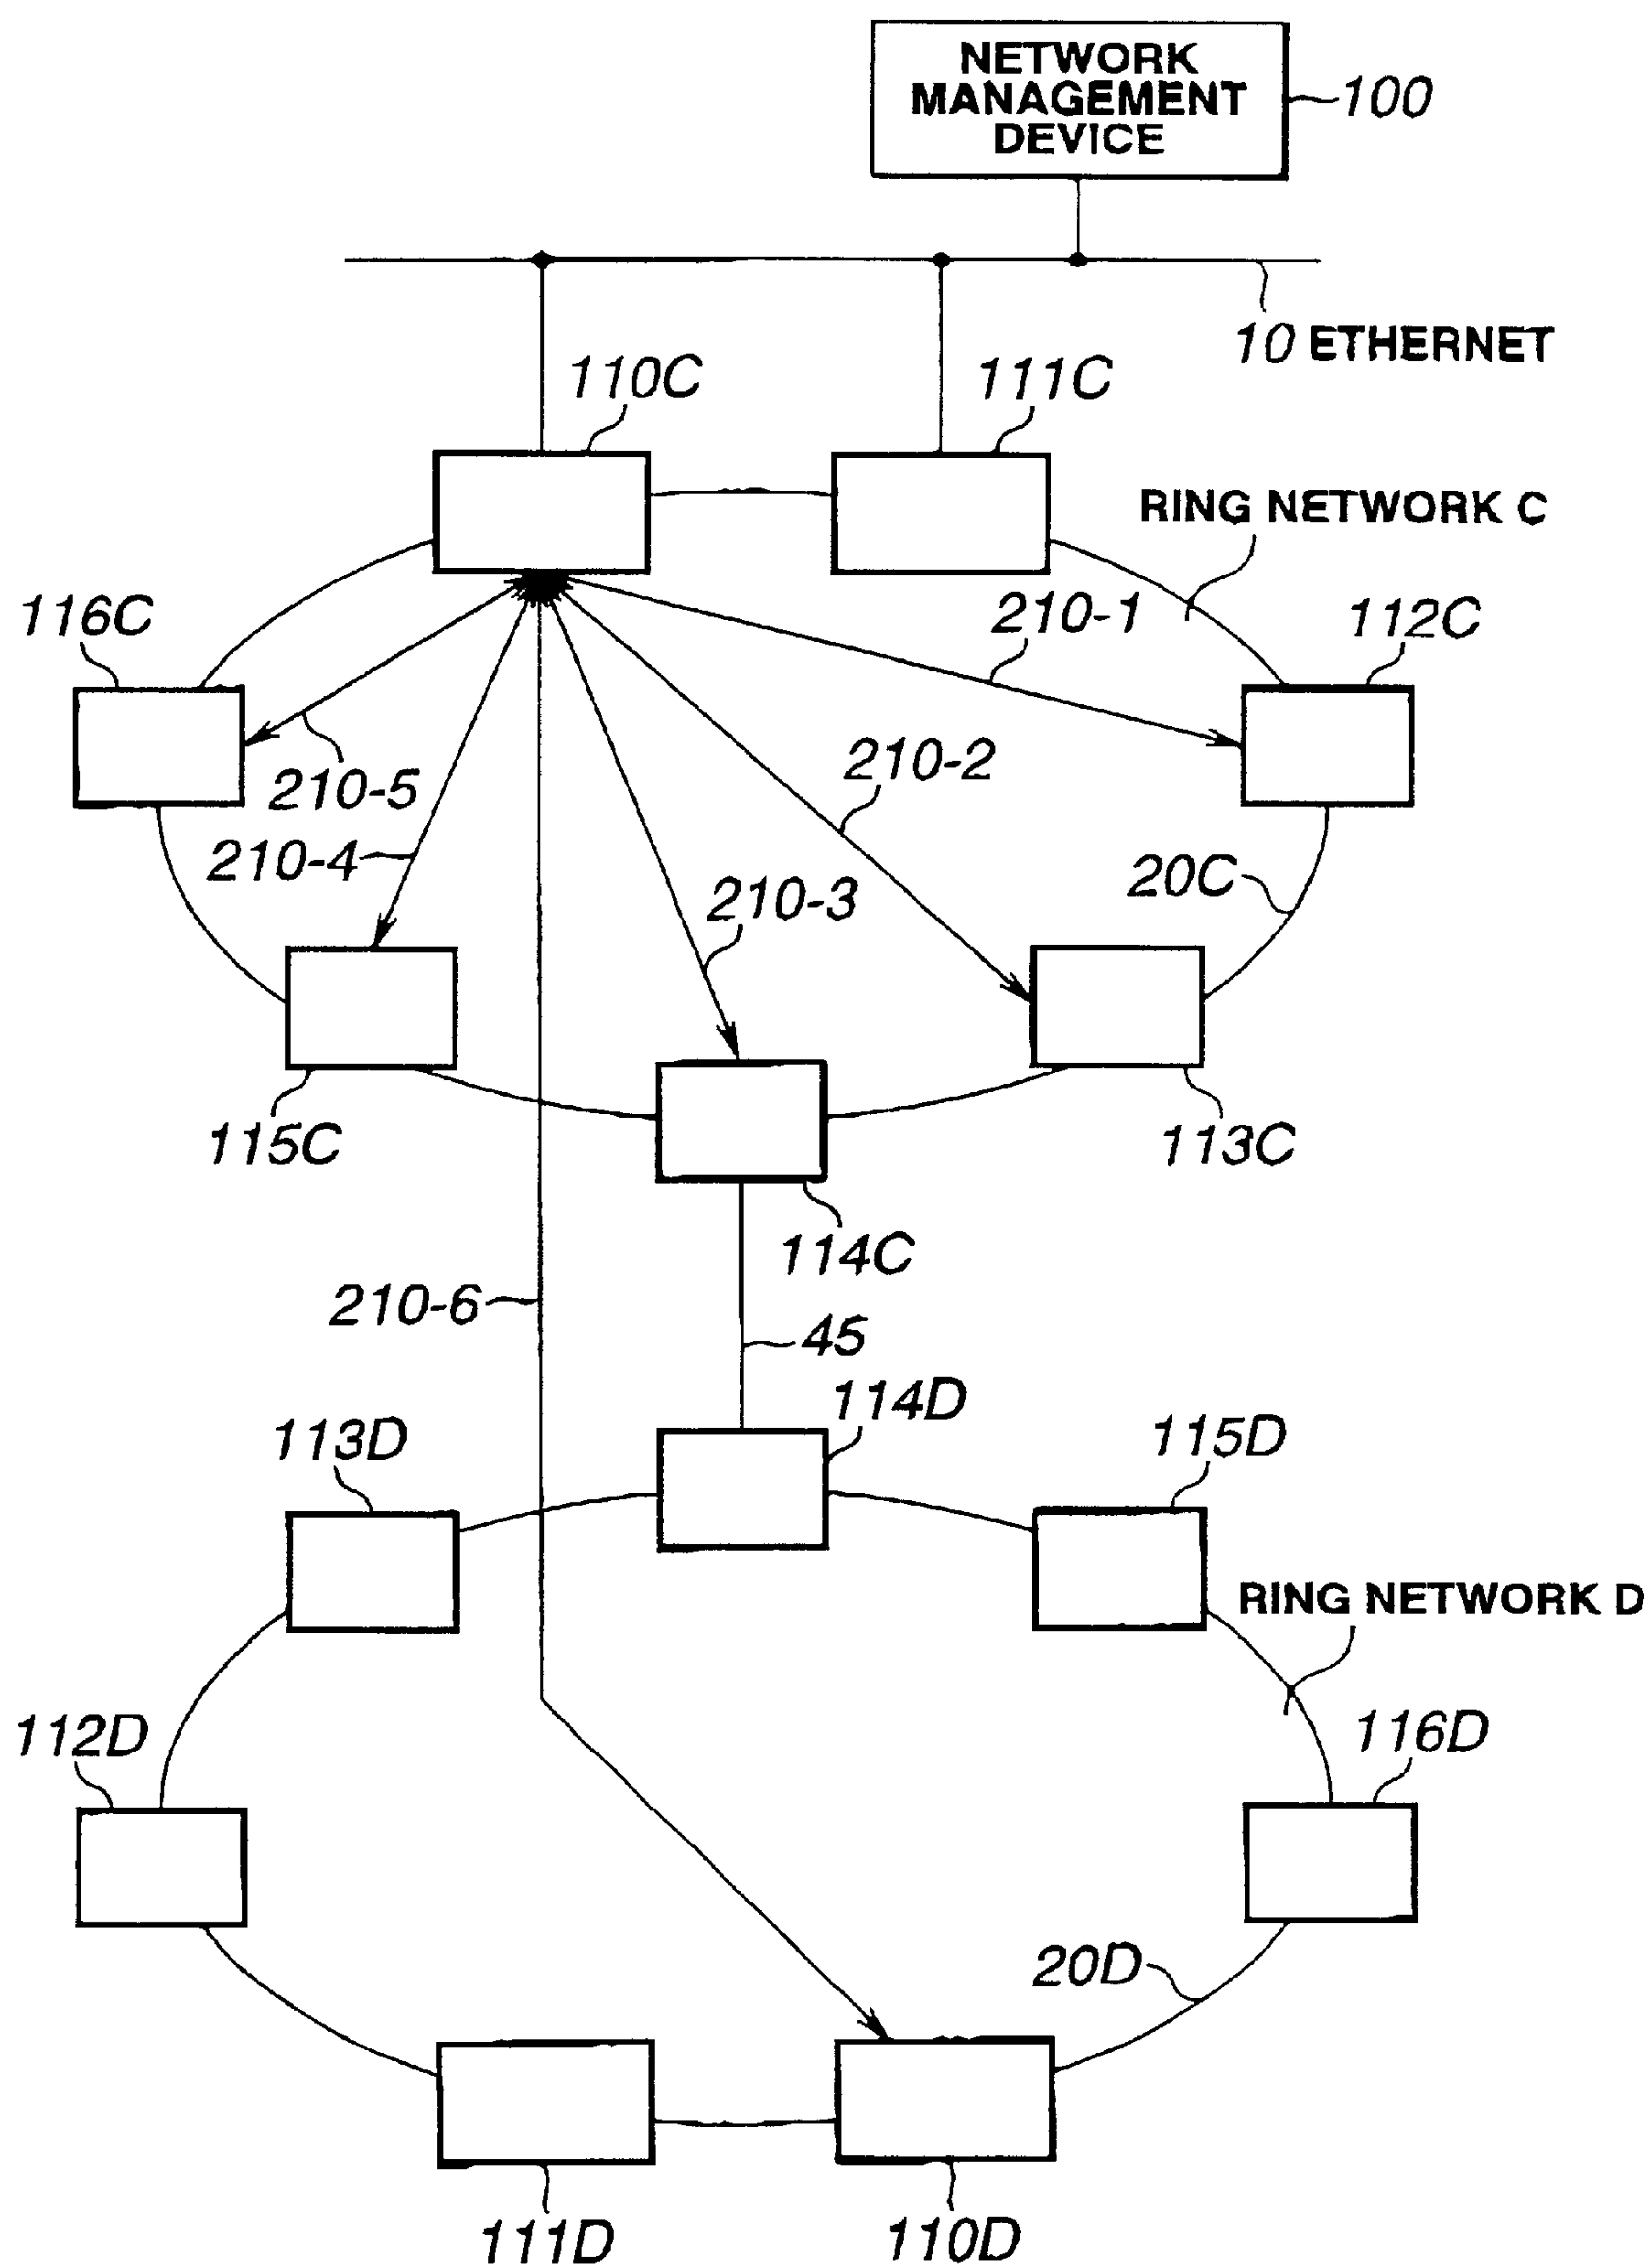 NETWORK
MANAGEMENT
DEVICE
100
10 ETHERNET
110C
111C
RING NETWORK C
116C
210-1
112C
210-5
210-2
210-4
210-3
20C
115C
113C
114C
210-6
45
114D
113D
115D
RING NETWORK D
112D
116D
20D
111D
110D